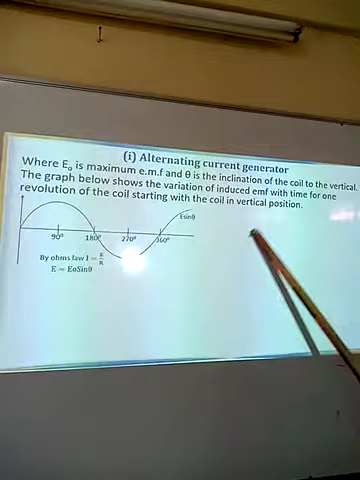 (i) Alternating current generator
Where E₀ is maximum e.m.f and θ is the inclination of the coil to the vertical.
The graph below shows the variation of induced emf with time for one
revolution of the coil starting with the coil in vertical position.
Esinθ
90° 180° 270° 360°
By ohms law I = E/R
E = EoSinθ